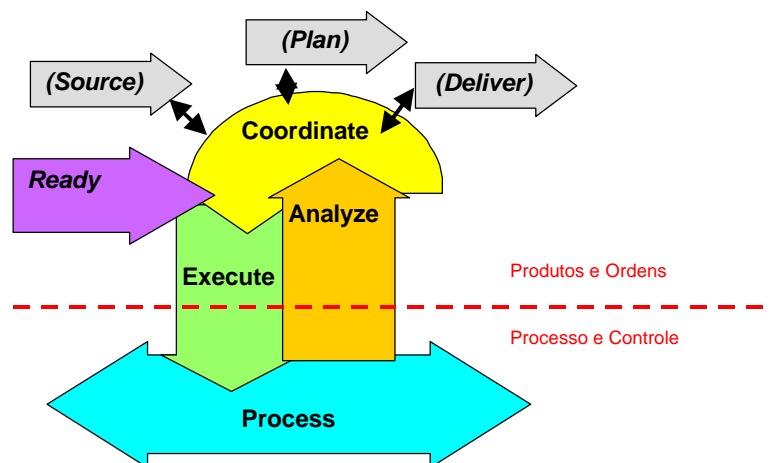 (Plan)
(Source)
(Deliver)
Coordinate
Ready
Analyze
Execute
Produtos e Ordens
Processo e Controle
Process